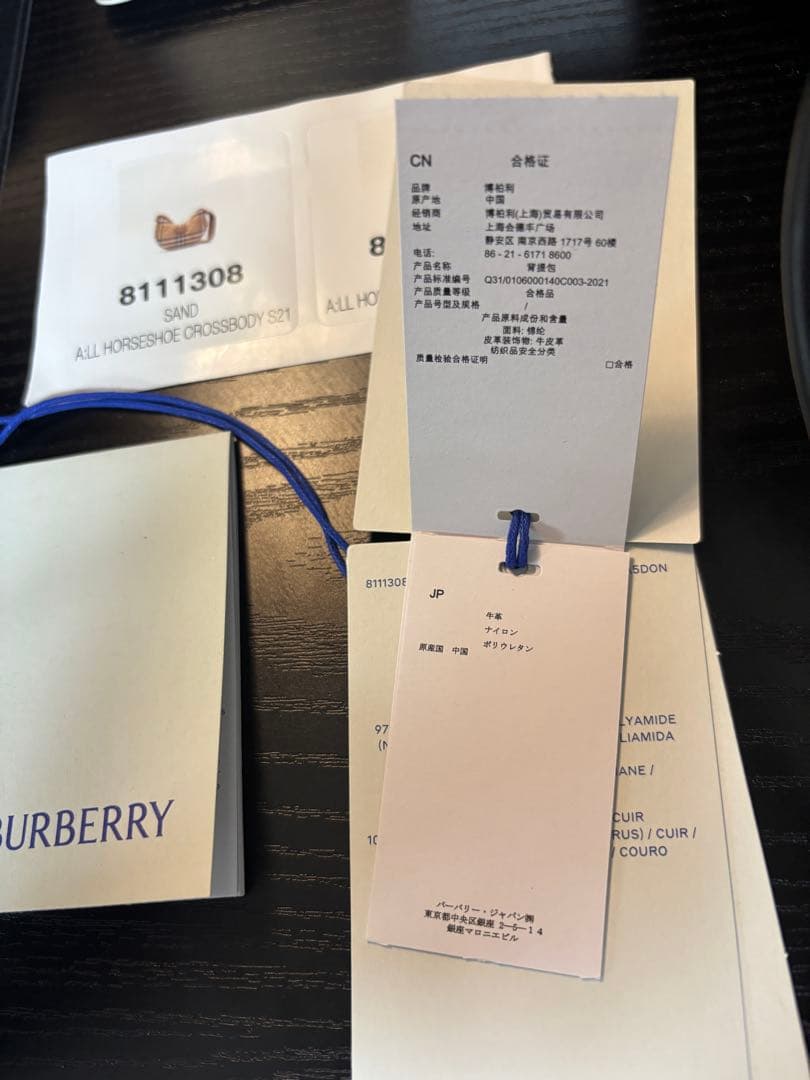 8111308
SAND
A:LL HORSESHOE CROSSBODY S21
8
A:LL HO
CN 合格证
品牌 博柏利
原产地 中国
经销商 博柏利(上海)贸易有限公司
地址 上海会德丰广场
静安区 南京西路 1717号 60楼
电话: 86 - 21 - 6171 8600
产品名称 背提包
产品标准编号 Q31/0106000140C003-2021
产品质量等级 合格品
产品号型及规格 /
产品原料成份和含量
面料: 锦纶
皮革装饰物: 牛皮革
纺织品安全分类
质量检验合格证明 □合格
8111308
JP
牛革
ナイロン
ポリウレタン
原産国 中国
97
(N
LYAMIDE
LIAMIDA
ANE /
CUIR
RUS) / CUIR /
/ COURO
10
BURBERRY
バーバリー・ジャパン㈱
東京都中央区銀座 2-5-14
銀座マロニエビル